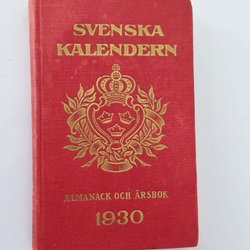 SVENSKA
KALENDERN
ALMANACK OCH ÅRSBOK
1930